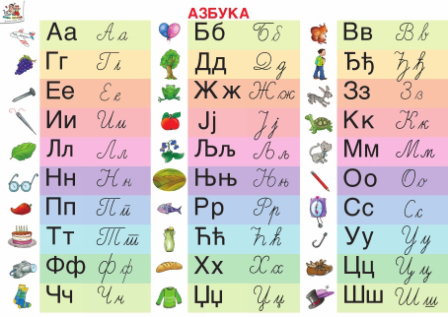 АЗБУКА
Аа Аа Бб Бб Вв Вв
Гг Гг Дд Дд Ђђ Ђђ
Ее Ее Жж Жж Зз Зз
Ии Ии Јј Јј Кк Кк
Лл Лл Љљ Љљ Мм Мм
Нн Нн Њњ Њњ Оо Оо
Пп Пп Рр Рр Сс Сс
Тт Тт Ћћ Ћћ Уу Уу
Фф Фф Хх Хх Цц Цц
Чч Чч Џџ Џџ Шш Шш